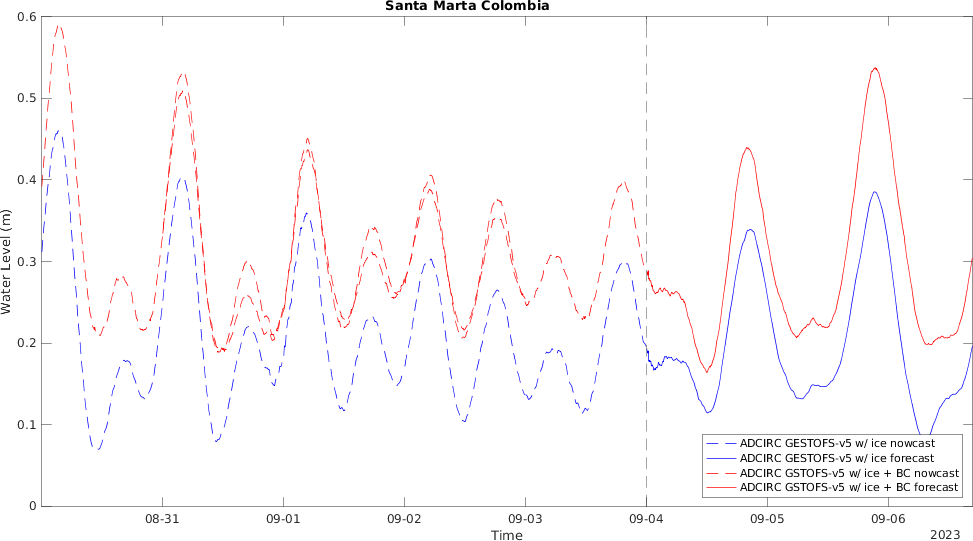 Santa Marta Colombia
0.6
0.5
0.4
0.3
0.2
0.1
0
Water Level (m)
08-31 09-01 09-02 09-03 09-04 09-05 09-06
Time
2023
ADCIRC GESTOFS-v5 w/ ice nowcast
ADCIRC GESTOFS-v5 w/ ice forecast
ADCIRC GSTOFS-v5 w/ ice + BC nowcast
ADCIRC GSTOFS-v5 w/ ice + BC forecast